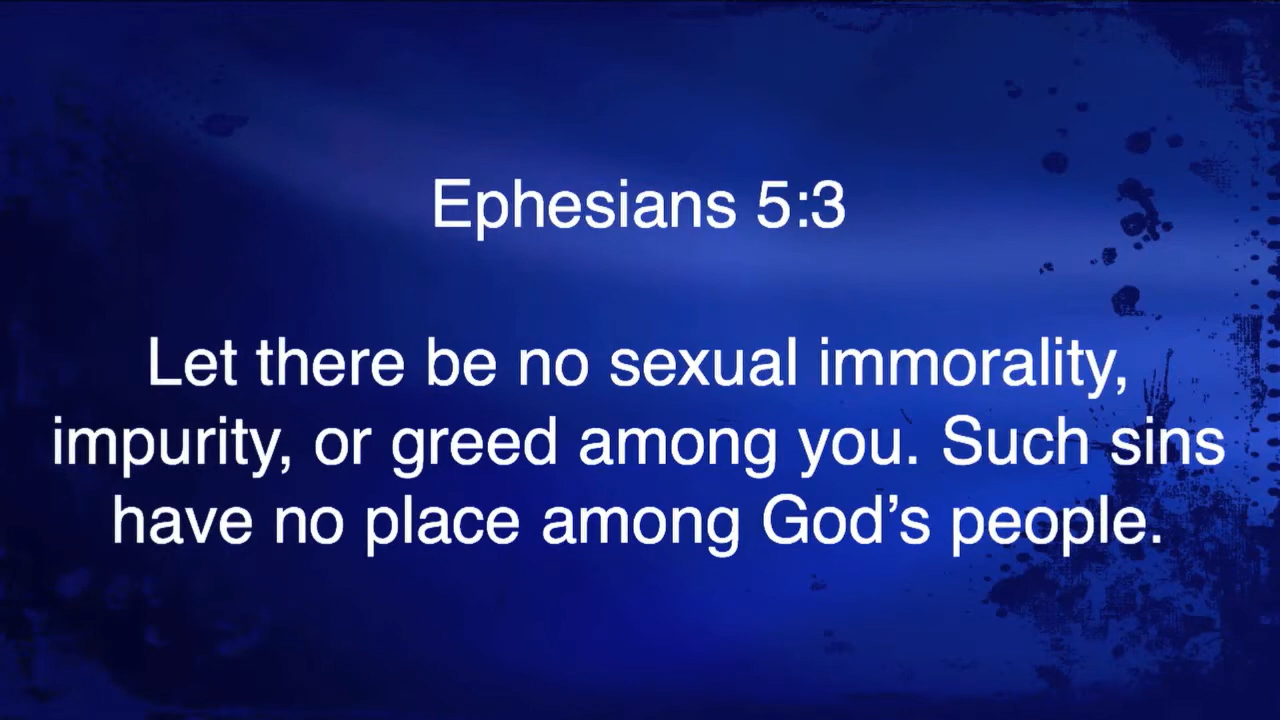 Ephesians 5:3
Let there be no sexual immorality,
impurity, or greed among you. Such sins
have no place among God’s people.